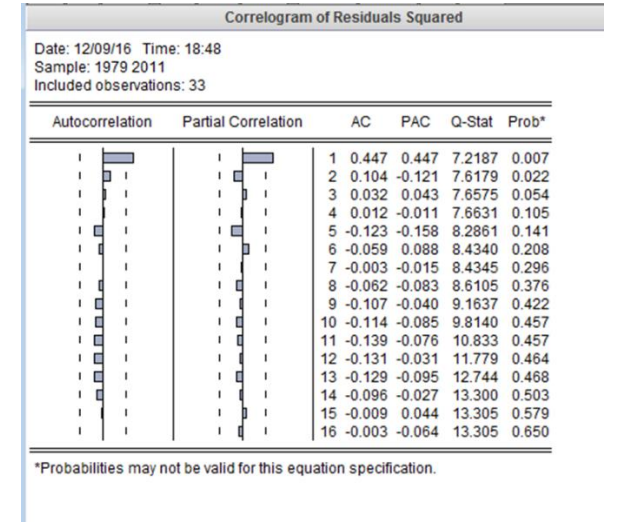 Correlogram of Residuals Squared
Date: 12/09/16 Time: 18:48
Sample: 1979 2011
Included observations: 33
Autocorrelation Partial Correlation AC PAC Q-Stat Prob*
1 0.447 0.447 7.2187 0.007
2 0.104 -0.121 7.6179 0.022
3 0.032 0.043 7.6575 0.054
4 0.012 -0.011 7.6631 0.105
5 -0.123 -0.158 8.2861 0.141
6 -0.059 0.088 8.4340 0.208
7 -0.003 -0.015 8.4345 0.296
8 -0.062 -0.083 8.6105 0.376
9 -0.107 -0.040 9.1637 0.422
10 -0.114 -0.085 9.8140 0.457
11 -0.139 -0.076 10.833 0.457
12 -0.131 -0.031 11.779 0.464
13 -0.129 -0.095 12.744 0.468
14 -0.096 -0.027 13.300 0.503
15 -0.009 0.044 13.305 0.579
16 -0.003 -0.064 13.305 0.650
*Probabilities may not be valid for this equation specification.